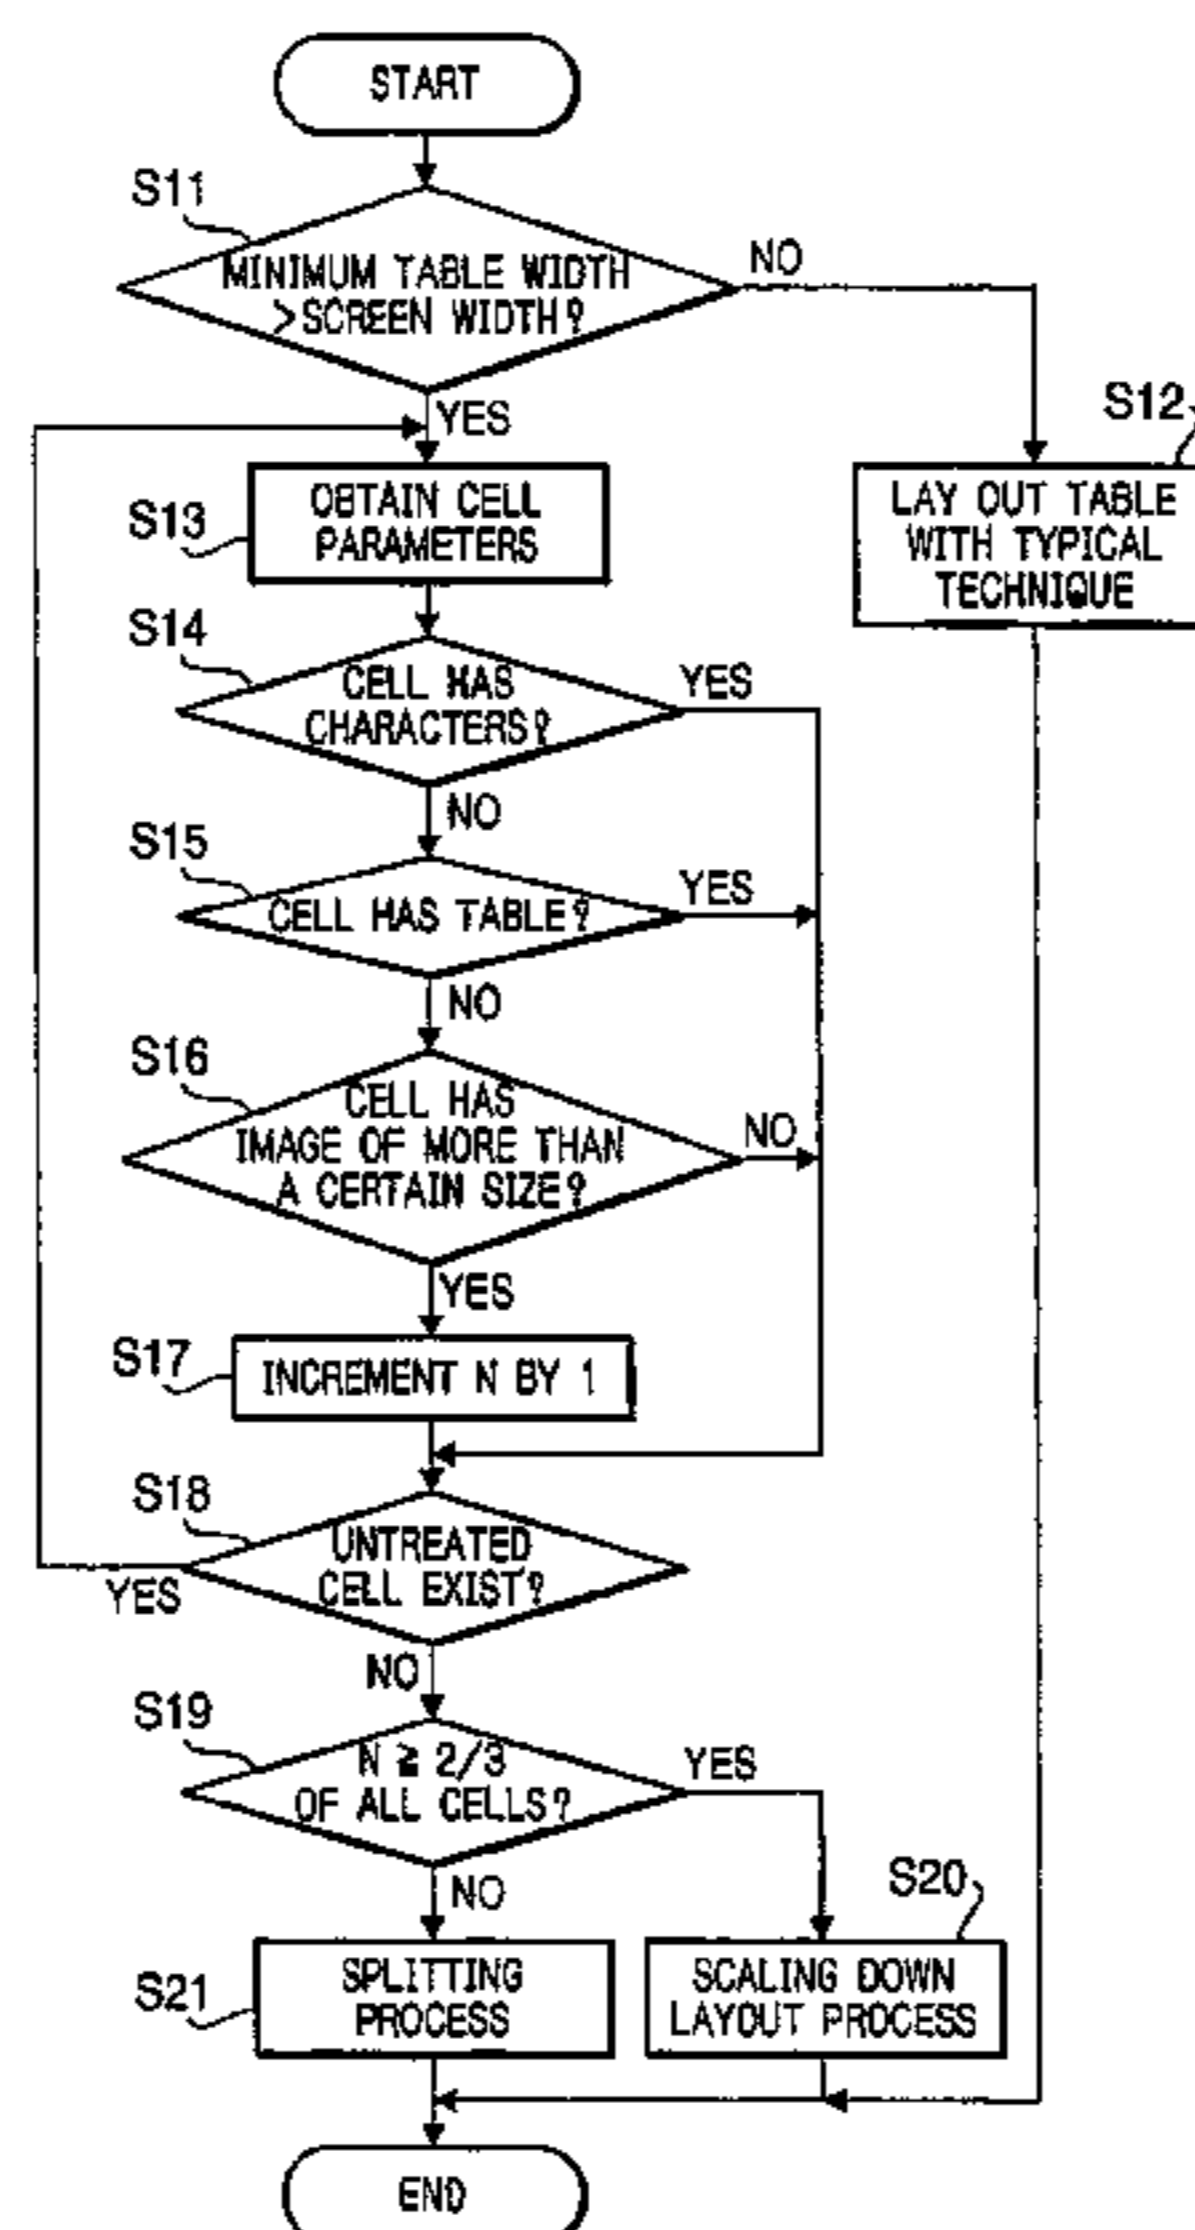 START
S11
MINIMUM TABLE WIDTH
>SCREEN WIDTH?
NO
YES
S12
LAY OUT TABLE
WITH TYPICAL
TECHNIQUE
S13
OBTAIN CELL
PARAMETERS
S14
CELL HAS
CHARACTERS?
YES
NO
S15
CELL HAS TABLE?
YES
NO
S16
CELL HAS
IMAGE OF MORE THAN
A CERTAIN SIZE?
NO
YES
S17
INCREMENT N BY 1
S18
UNTREATED
CELL EXIST?
YES
NO
S19
N ≧ 2/3
OF ALL CELLS?
YES
NO
S20
SCALING DOWN
LAYOUT PROCESS
S21
SPLITTING
PROCESS
END